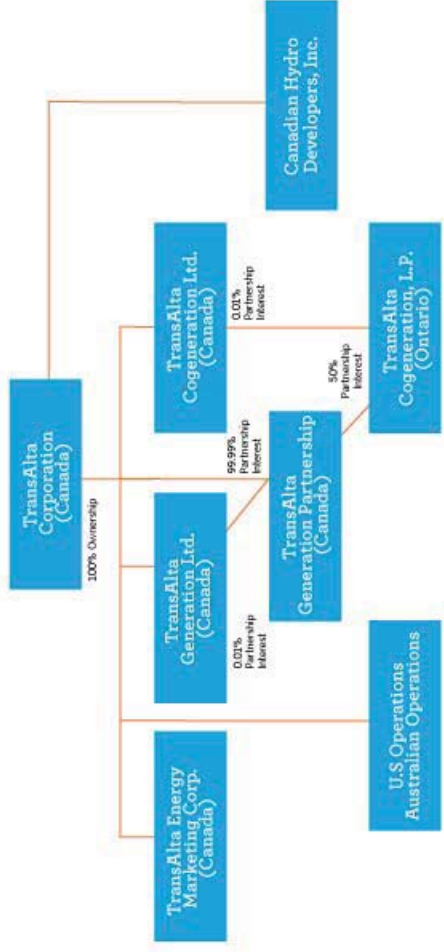 TransAlta
Corporation
(Canada)
100% Ownership
TransAlta Energy
Marketing Corp.
(Canada)
TransAlta
Generation Ltd.
(Canada)
TransAlta
Cogeneration Ltd.
(Canada)
0.01%
Partnership
Interest
99.99%
Partnership
Interest
0.01%
Partnership
Interest
TransAlta
Generation Partnership
(Canada)
50%
Partnership
Interest
U.S Operations
Australian Operations
TransAlta
Cogeneration, L.P.
(Ontario)
Canadian Hydro
Developers, Inc.